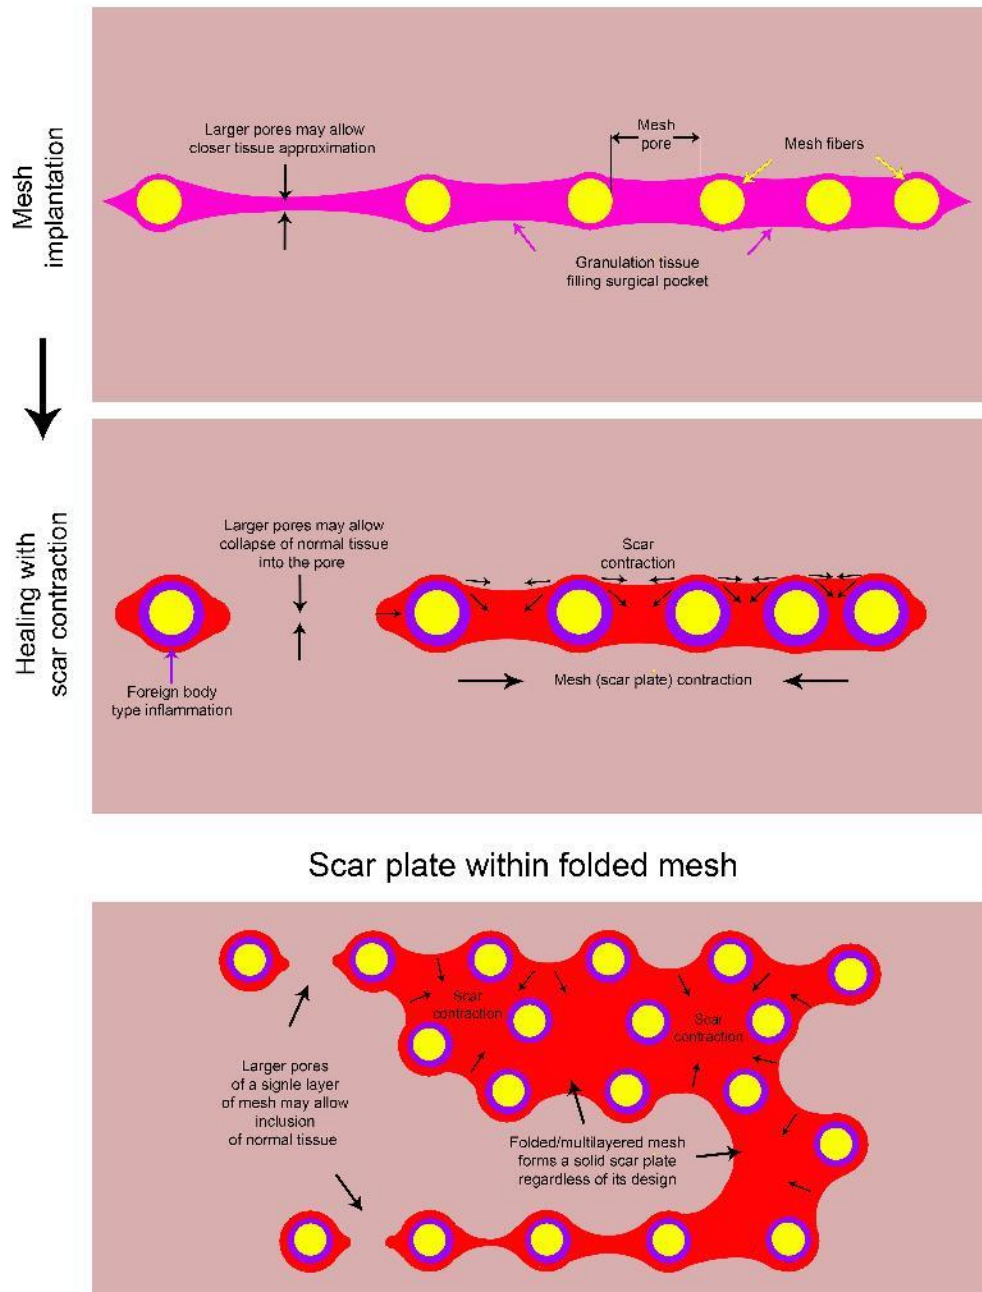 Mesh
implantation
Larger pores may allow
closer tissue approximation
Mesh
pore
Mesh fibers
Granulation tissue
filling surgical pocket
Healing with
scar contraction
Larger pores may allow
collapse of normal tissue
into the pore
Scar
contraction
Foreign body
type inflammation
Mesh (scar plate) contraction
Scar plate within folded mesh
Scar
contraction
Scar
contraction
Larger pores
of a signle layer
of mesh may allow
inclusion
of normal tissue
Folded/multilayered mesh
forms a solid scar plate
regardless of its design